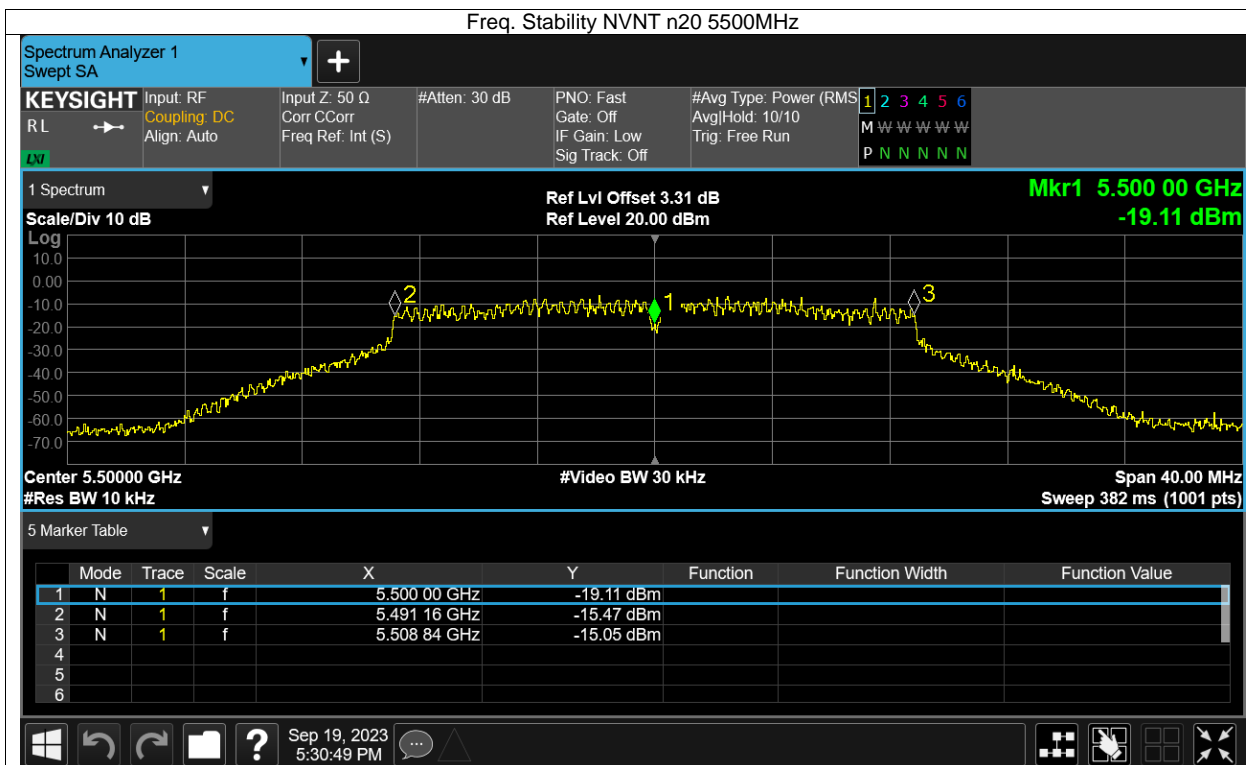 Freq. Stability NVNT n20 5500MHz
Spectrum Analyzer 1
Swept SA
KEYSIGHT
RL
LXI
Input: RF
Coupling: DC
Align: Auto
Input Z: 50 Ω
Corr CCorr
Freq Ref: Int (S)
#Atten: 30 dB
PNO: Fast
Gate: Off
IF Gain: Low
Sig Track: Off
#Avg Type: Power (RMS
Avg|Hold: 10/10
Trig: Free Run
1 2 3 4 5 6
M W W W W W
P N N N N N
1 Spectrum
Scale/Div 10 dB
Ref Lvl Offset 3.31 dB
Ref Level 20.00 dBm
Mkr1 5.500 00 GHz
-19.11 dBm
Log
10.0
0.00
-10.0
-20.0
-30.0
-40.0
-50.0
-60.0
-70.0
2
1
3
Center 5.50000 GHz
#Video BW 30 kHz
Span 40.00 MHz
#Res BW 10 kHz
Sweep 382 ms (1001 pts)
5 Marker Table
Mode Trace Scale X Y Function Function Width Function Value
1 N 1 f 5.500 00 GHz -19.11 dBm
2 N 1 f 5.491 16 GHz -15.47 dBm
3 N 1 f 5.508 84 GHz -15.05 dBm
4
5
6
?
Sep 19, 2023
5:30:49 PM